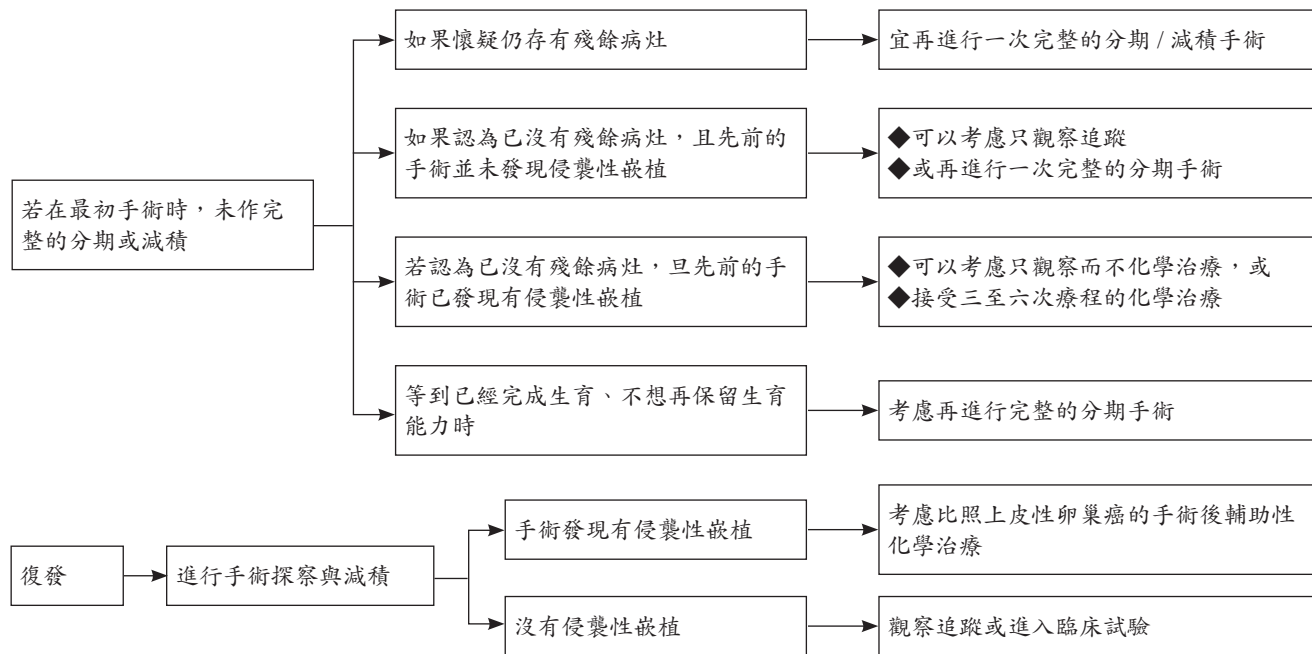 如果懷疑仍存有殘餘病灶
宜再進行一次完整的分期 / 減積手術
如果認為已沒有殘餘病灶，且先前的
手術並未發現侵襲性嵌植
◆可以考慮只觀察追蹤
◆或再進行一次完整的分期手術
若在最初手術時，未作完
整的分期或減積
若認為已沒有殘餘病灶，旦先前的手
術已發現有侵襲性嵌植
◆可以考慮只觀察而不化學治療，或
◆接受三至六次療程的化學治療
等到已經完成生育、不想再保留生育
能力時
考慮再進行完整的分期手術
復發
進行手術探察與減積
手術發現有侵襲性嵌植
考慮比照上皮性卵巢癌的手術後輔助性
化學治療
沒有侵襲性嵌植
觀察追蹤或進入臨床試驗